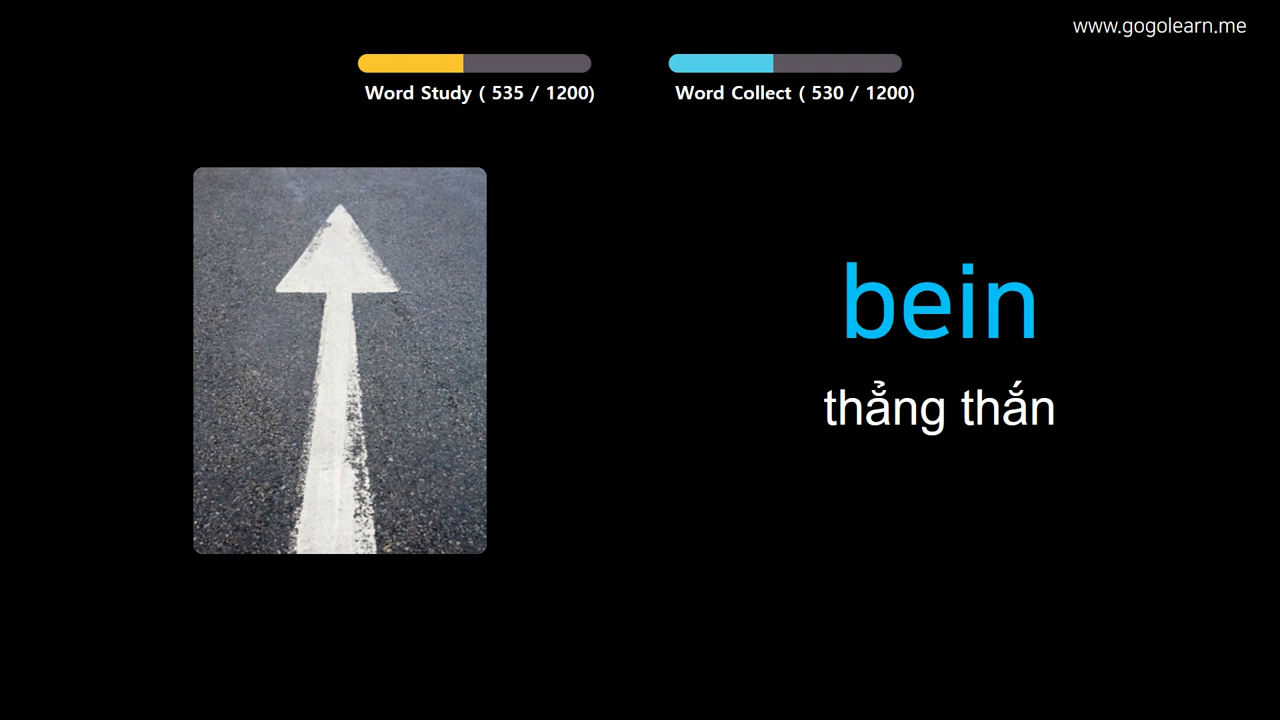 www.gogolearn.me
Word Study ( 535 / 1200)
Word Collect ( 530 / 1200)
bein
thẳng thắn